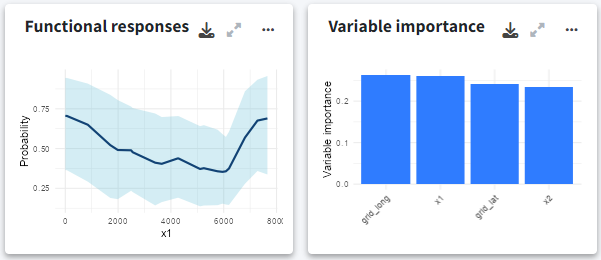 Functional responses
Variable importance
Probability
0.75
0.50
0.25
0
2000
4000
6000
800
x1
Variable importance
0.2
0.1
0.0
grid_long
x1
grid_lat
x2